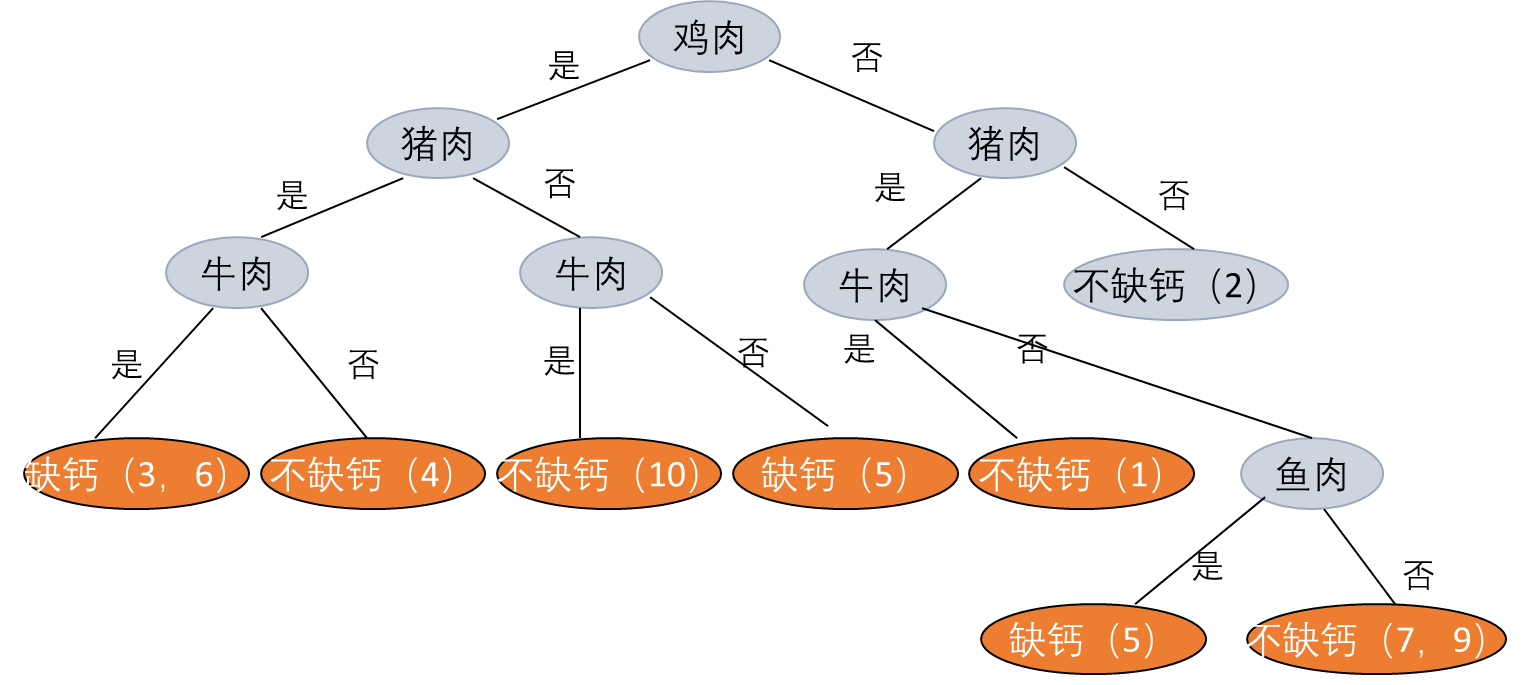 鸡肉
是
否
猪肉
猪肉
是
否
是
否
牛肉
牛肉
牛肉
不缺钙（2）
是
否
是
否
是
否
缺钙（3，6）
不缺钙（4）
不缺钙（10）
缺钙（5）
不缺钙（1）
鱼肉
是
否
缺钙（5）
不缺钙（7，9）